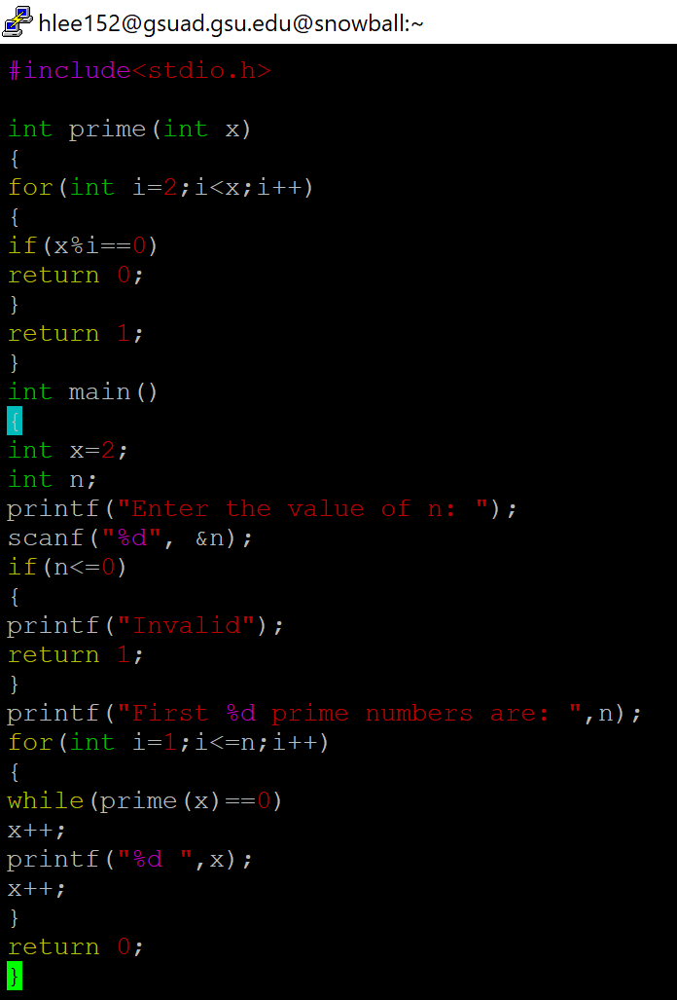 hlee152@gsuad.gsu.edu@snowball:~
#include<stdio.h>
int prime(int x)
{
for(int i=2;i<x;i++)
{
if(x%i==0)
return 0;
}
return 1;
}
int main()
{
int x=2;
int n;
printf("Enter the value of n: ");
scanf("%d", &n);
if(n<=0)
{
printf("Invalid");
return 1;
}
printf("First %d prime numbers are: ",n);
for(int i=1;i<=n;i++)
{
while(prime(x)==0)
x++;
printf("%d ",x);
x++;
}
return 0;
}